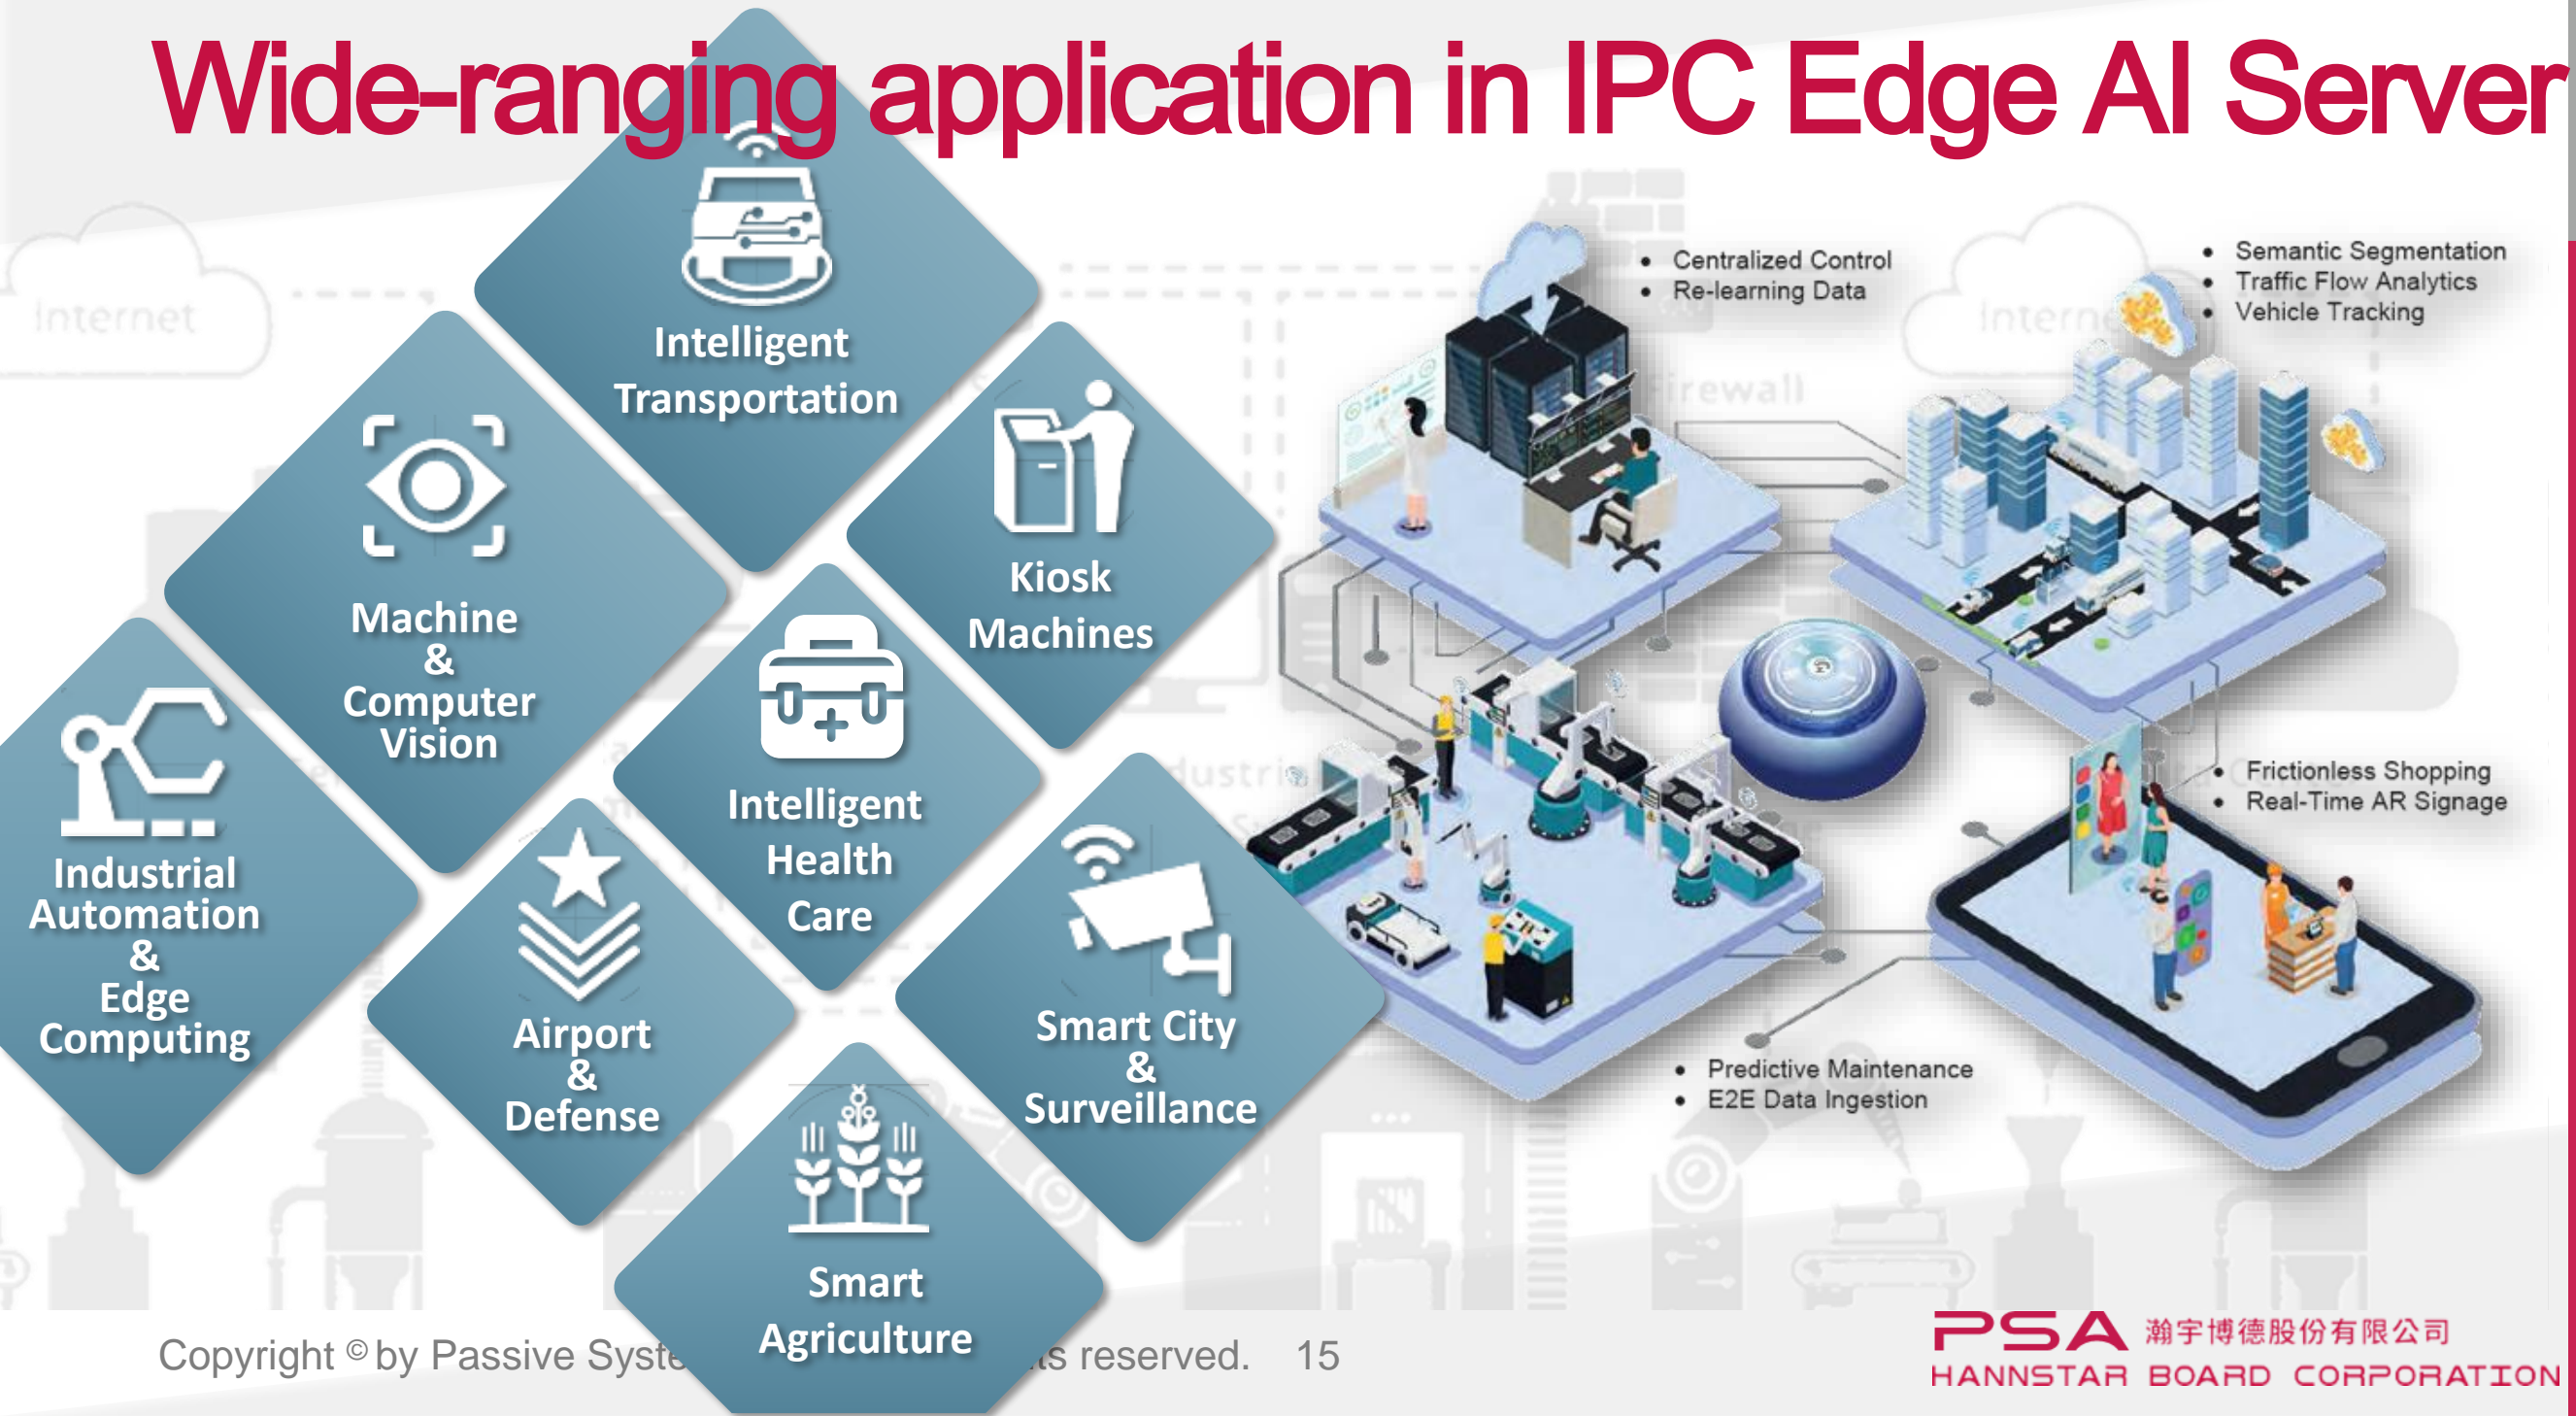 Wide-ranging application in IPC Edge AI Server
Intelligent
Transportation
Machine
&
Computer
Vision
Kiosk
Machines
Industrial
Automation
&
Edge
Computing
Intelligent
Health
Care
Airport
&
Defense
Smart City
&
Surveillance
Smart
Agriculture
• Centralized Control
• Re-learning Data
• Semantic Segmentation
• Traffic Flow Analytics
• Vehicle Tracking
• Frictionless Shopping
• Real-Time AR Signage
• Predictive Maintenance
• E2E Data Ingestion
Internet
Firewall
Copyright © by Passive reserved. 15
PSA 瀚宇博德股份有限公司
HANNSTAR BOARD CORPORATION